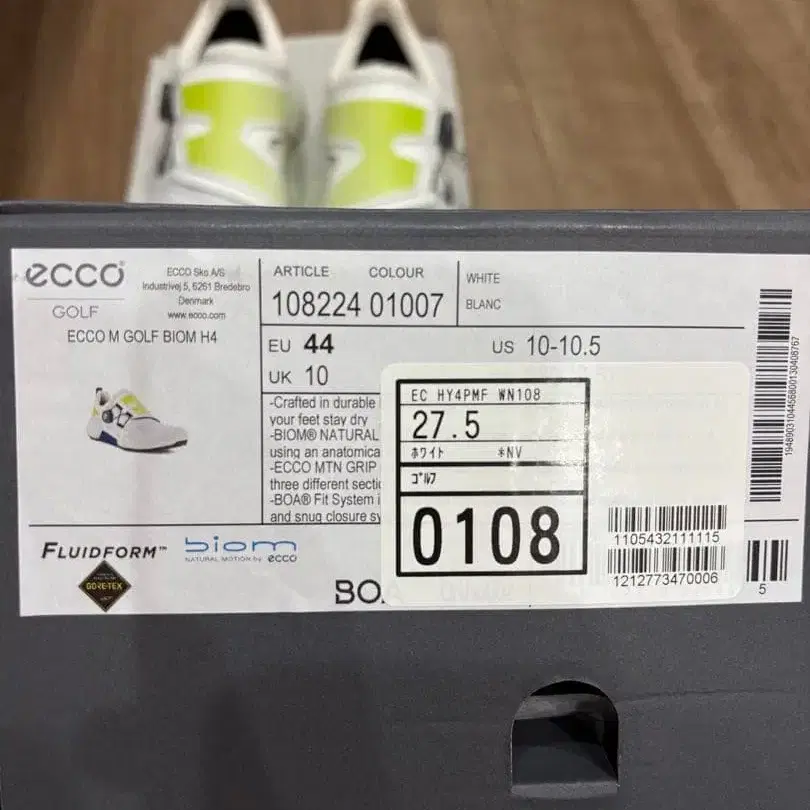 ecco
GOLF
ECCO Sko A/S
Industrivej 5, 6261 Bredebro
Denmark
www.ecco.com
ECCO M GOLF BIOM H4
ARTICLE COLOUR
108224 01007
WHITE
BLANC
EU 44
US 10-10.5
UK 10
-Crafted in durable
your feet stay dry
-BIOM® NATURAL
using an anatomica
-ECCO MTN GRIP
three different secti
-BOA® Fit System i
and snug closure sy
EC HY4PMF WN108
27.5
ホワイト *NV
ゴルフ
0108
1105432111115
1212773470006
1948903104456800130408767
5
FLUIDFORM™
biom
NATURAL MOTION by ecco
GORE-TEX
BOA